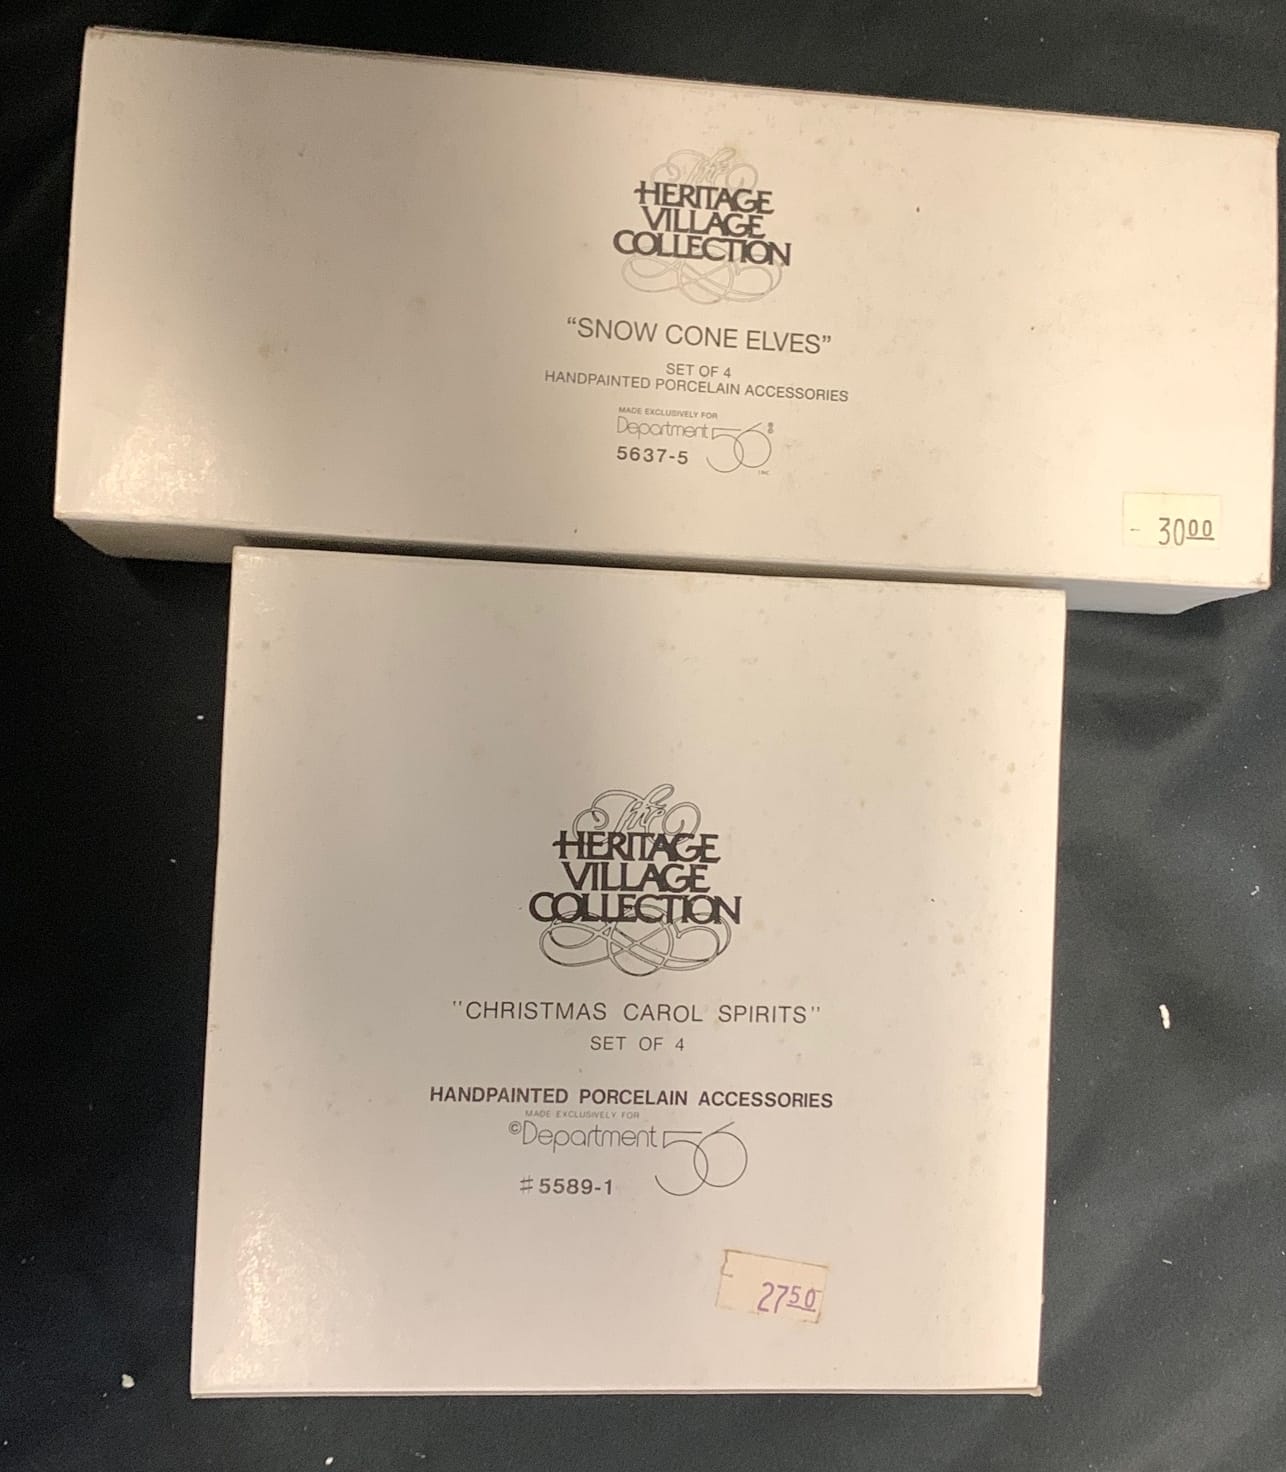 The
HERITAGE
VILLAGE
COLLECTION
“SNOW CONE ELVES”
SET OF 4
HANDPAINTED PORCELAIN ACCESSORIES
MADE EXCLUSIVELY FOR
Department 56®
INC
5637-5
- 30 00
The
HERITAGE
VILLAGE
COLLECTION
"CHRISTMAS CAROL SPIRITS"
SET OF 4
HANDPAINTED PORCELAIN ACCESSORIES
MADE EXCLUSIVELY FOR
©Department 56
#5589-1
27 50